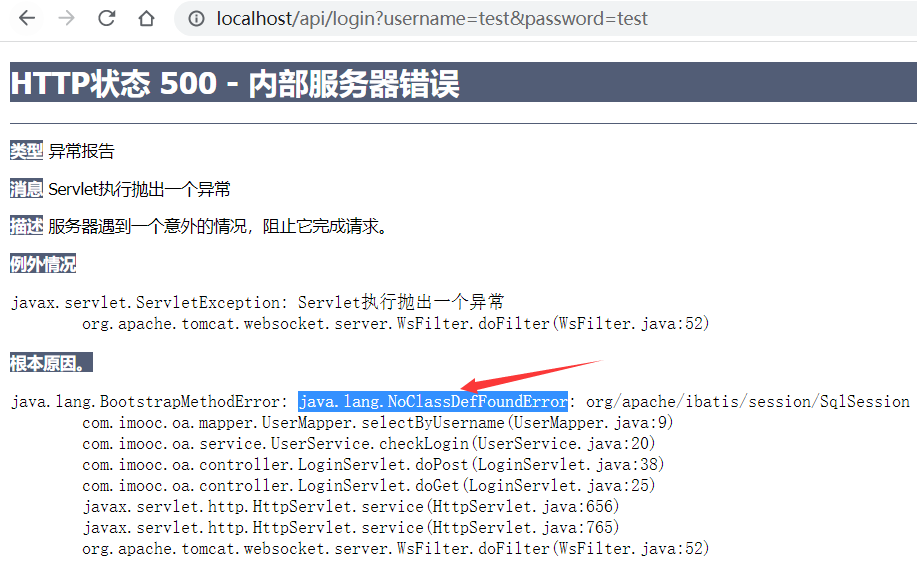 localhost/api/login?username=test&password=test
HTTP状态 500 - 内部服务器错误
类型 异常报告
消息 Servlet执行抛出一个异常
描述 服务器遇到一个意外的情况，阻止它完成请求。
例外情况
javax.servlet.ServletException: Servlet执行抛出一个异常
org.apache.tomcat.websocket.server.WsFilter.doFilter(WsFilter.java:52)
根本原因。
java.lang.BootstrapMethodError: java.lang.NoClassDefFoundError: org/apache/ibatis/session/SqlSession
com.imooc.oa.mapper.UserMapper.selectByUsername(UserMapper.java:9)
com.imooc.oa.service.UserService.checkLogin(UserService.java:20)
com.imooc.oa.controller.LoginServlet.doPost(LoginServlet.java:38)
com.imooc.oa.controller.LoginServlet.doGet(LoginServlet.java:25)
javax.servlet.http.HttpServlet.service(HttpServlet.java:656)
javax.servlet.http.HttpServlet.service(HttpServlet.java:765)
org.apache.tomcat.websocket.server.WsFilter.doFilter(WsFilter.java:52)